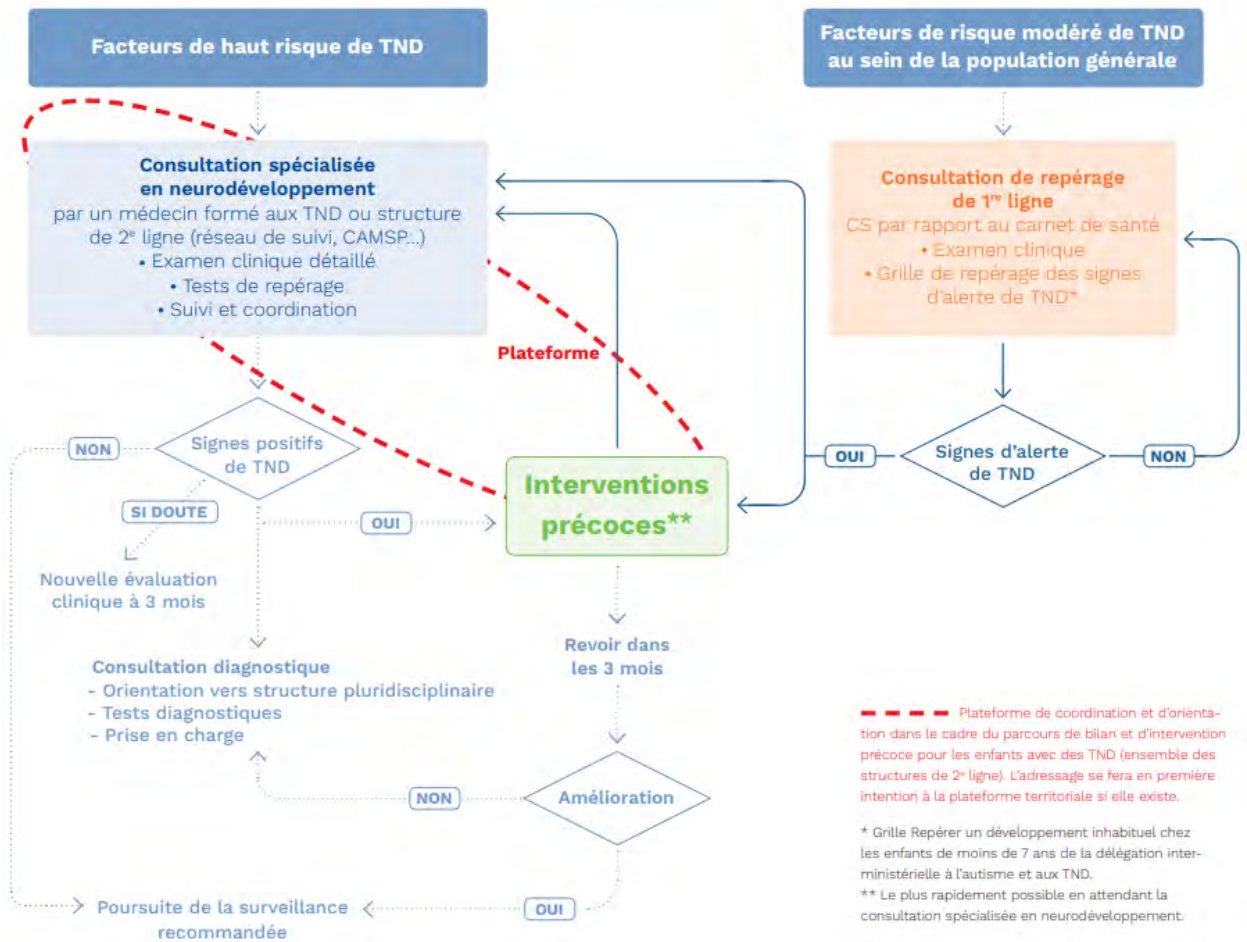 Facteurs de haut risque de TND
Facteurs de risque modéré de TND
au sein de la population générale
Consultation spécialisée
en neurodéveloppement
par un médecin formé aux TND ou structure
de 2e ligne (réseau de suivi, CAMSP...)
• Examen clinique détaillé
• Tests de repérage
• Suivi et coordination
Consultation de repérage
de 1re ligne
CS par rapport au carnet de santé
• Examen clinique
• Grille de repérage des signes
d'alerte de TND*
Plateforme
Signes positifs
de TND
NON
SI DOUTE
OUI
Interventions
précoces**
OUI
Signes d'alerte
de TND
NON
Nouvelle évaluation
clinique à 3 mois
Consultation diagnostique
- Orientation vers structure pluridisciplinaire
- Tests diagnostiques
- Prise en charge
Revoir dans
les 3 mois
NON
Amélioration
OUI
Poursuite de la surveillance
recommandée
Plateforme de coordination et d'orienta-
tion dans le cadre du parcours de bilan et d'intervention
précoce pour les enfants avec des TND (ensemble des
structures de 2e ligne). L'adressage se fera en première
intention à la plateforme territoriale si elle existe.
* Grille Repérer un développement inhabituel chez
les enfants de moins de 7 ans de la délégation inter-
ministérielle à l'autisme et aux TND.
** Le plus rapidement possible en attendant la
consultation spécialisée en neurodéveloppement.